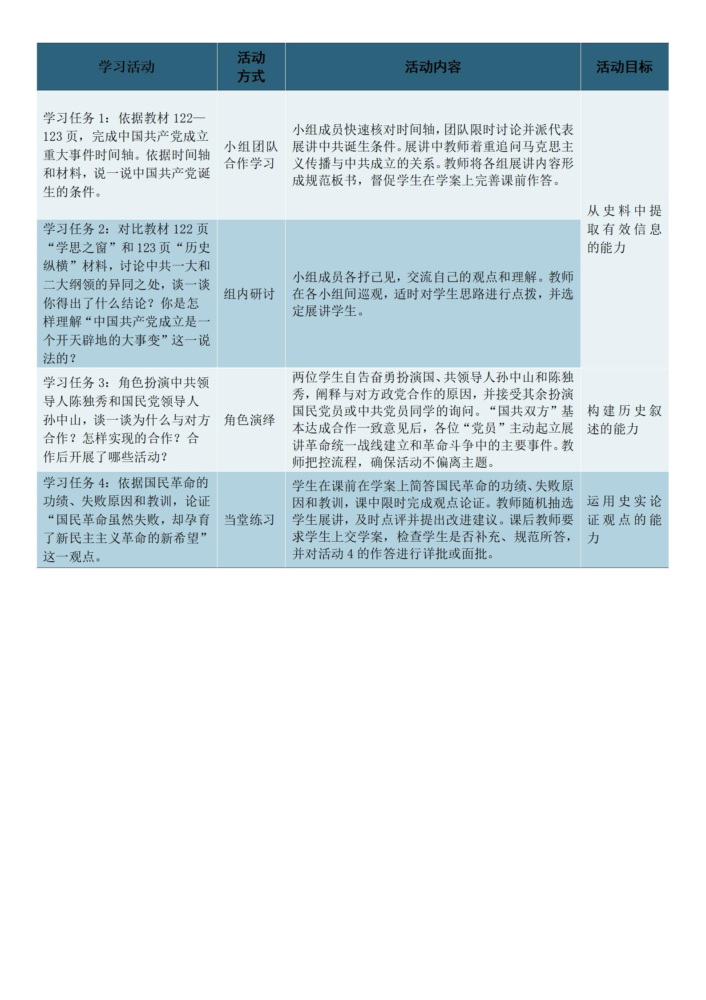 学习活动
活动
方式
活动内容
活动目标
学习任务 1：依据教材 122—
123 页，完成中国共产党成立
重大事件时间轴。依据时间轴
和材料，说一说中国共产党诞
生的条件。
小组团队
合作学习
小组成员快速核对时间轴，团队限时讨论并派代表
展讲中共诞生条件。展讲中教师着重追问马克思主
义传播与中共成立的关系。教师将各组展讲内容形
成规范板书，督促学生在学案上完善课前作答。
从史料中提
取有效信息
的能力
学习任务 2：对比教材 122 页
“学思之窗”和 123 页“历史
纵横”材料，讨论中共一大和
二大纲领的异同之处，谈一谈
你得出了什么结论？你是怎
样理解“中国共产党成立是一
个开天辟地的大事变”这一说
法的？
组内研讨
小组成员各抒己见，交流自己的观点和理解。教师
在各小组间巡观，适时对学生思路进行点拨，并选
定展讲学生。
学习任务 3：角色扮演中共领
导人陈独秀和国民党领导人
孙中山，谈一谈为什么与对方
合作？怎样实现的合作？合
作后开展了哪些活动？
角色演绎
两位学生自告奋勇扮演国、共领导人孙中山和陈独
秀，阐释与对方政党合作的原因，并接受其余扮演
国民党员或中共党员同学的询问。“国共双方”基
本达成合作一致意见后，各位“党员”主动起立展
讲革命统一战线建立和革命斗争中的主要事件。教
师把控流程，确保活动不偏离主题。
构建历史叙
述的能力
学习任务 4：依据国民革命的
功绩、失败原因和教训，论证
“国民革命虽然失败，却孕育
了新民主主义革命的新希望”
这一观点。
当堂练习
学生在课前在学案上简答国民革命的功绩、失败原
因和教训，课中限时完成观点论证。教师随机抽选
学生展讲，及时点评并提出改进建议。课后教师要
求学生上交学案，检查学生是否补充、规范所答，
并对活动 4 的作答进行详批或面批。
运用史实论
证观点的能
力